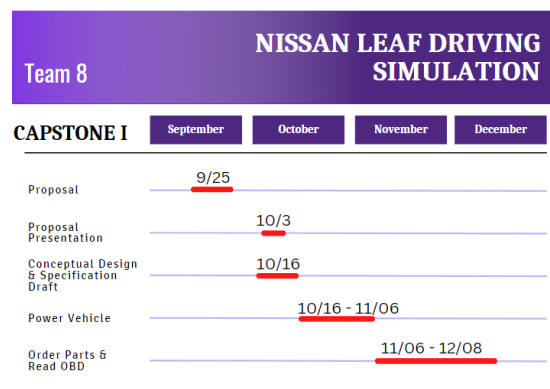 NISSAN LEAF DRIVING
Team 8
SIMULATION
CAPSTONE I
September
October
November
December
Proposal
9/25
Proposal
Presentation
10/3
Conceptual Design
& Specification
Draft
10/16
Power Vehicle
10/16 - 11/06
Order Parts &
Read OBD
11/06 - 12/08